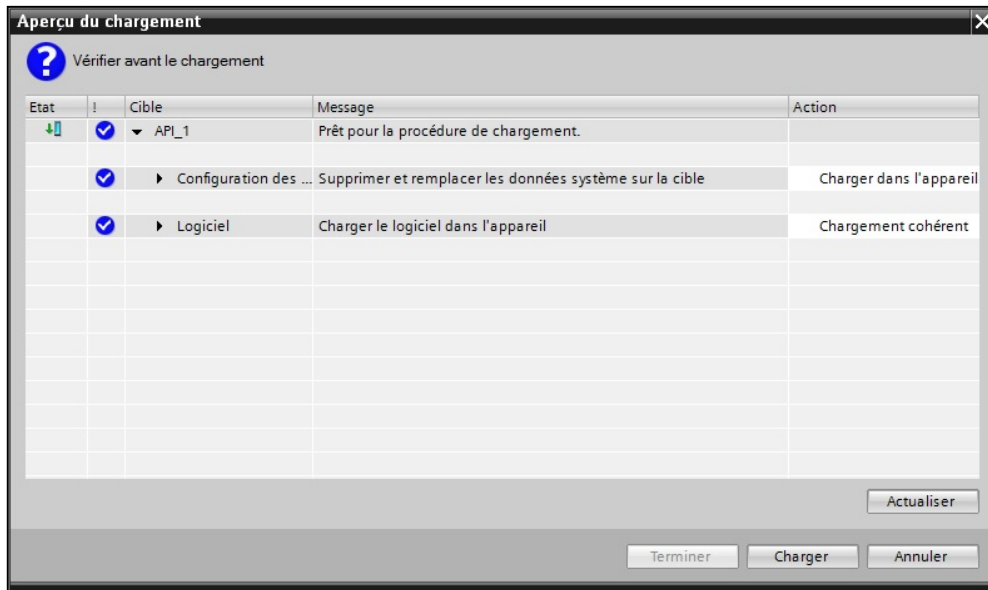 Aperçu du chargement
Vérifier avant le chargement
Etat ! Cible Message Action
API_1 Prêt pour la procédure de chargement.
Configuration des ... Supprimer et remplacer les données système sur la cible Charger dans l'appareil
Logiciel Charger le logiciel dans l'appareil Chargement cohérent
Actualiser
Terminer Charger Annuler